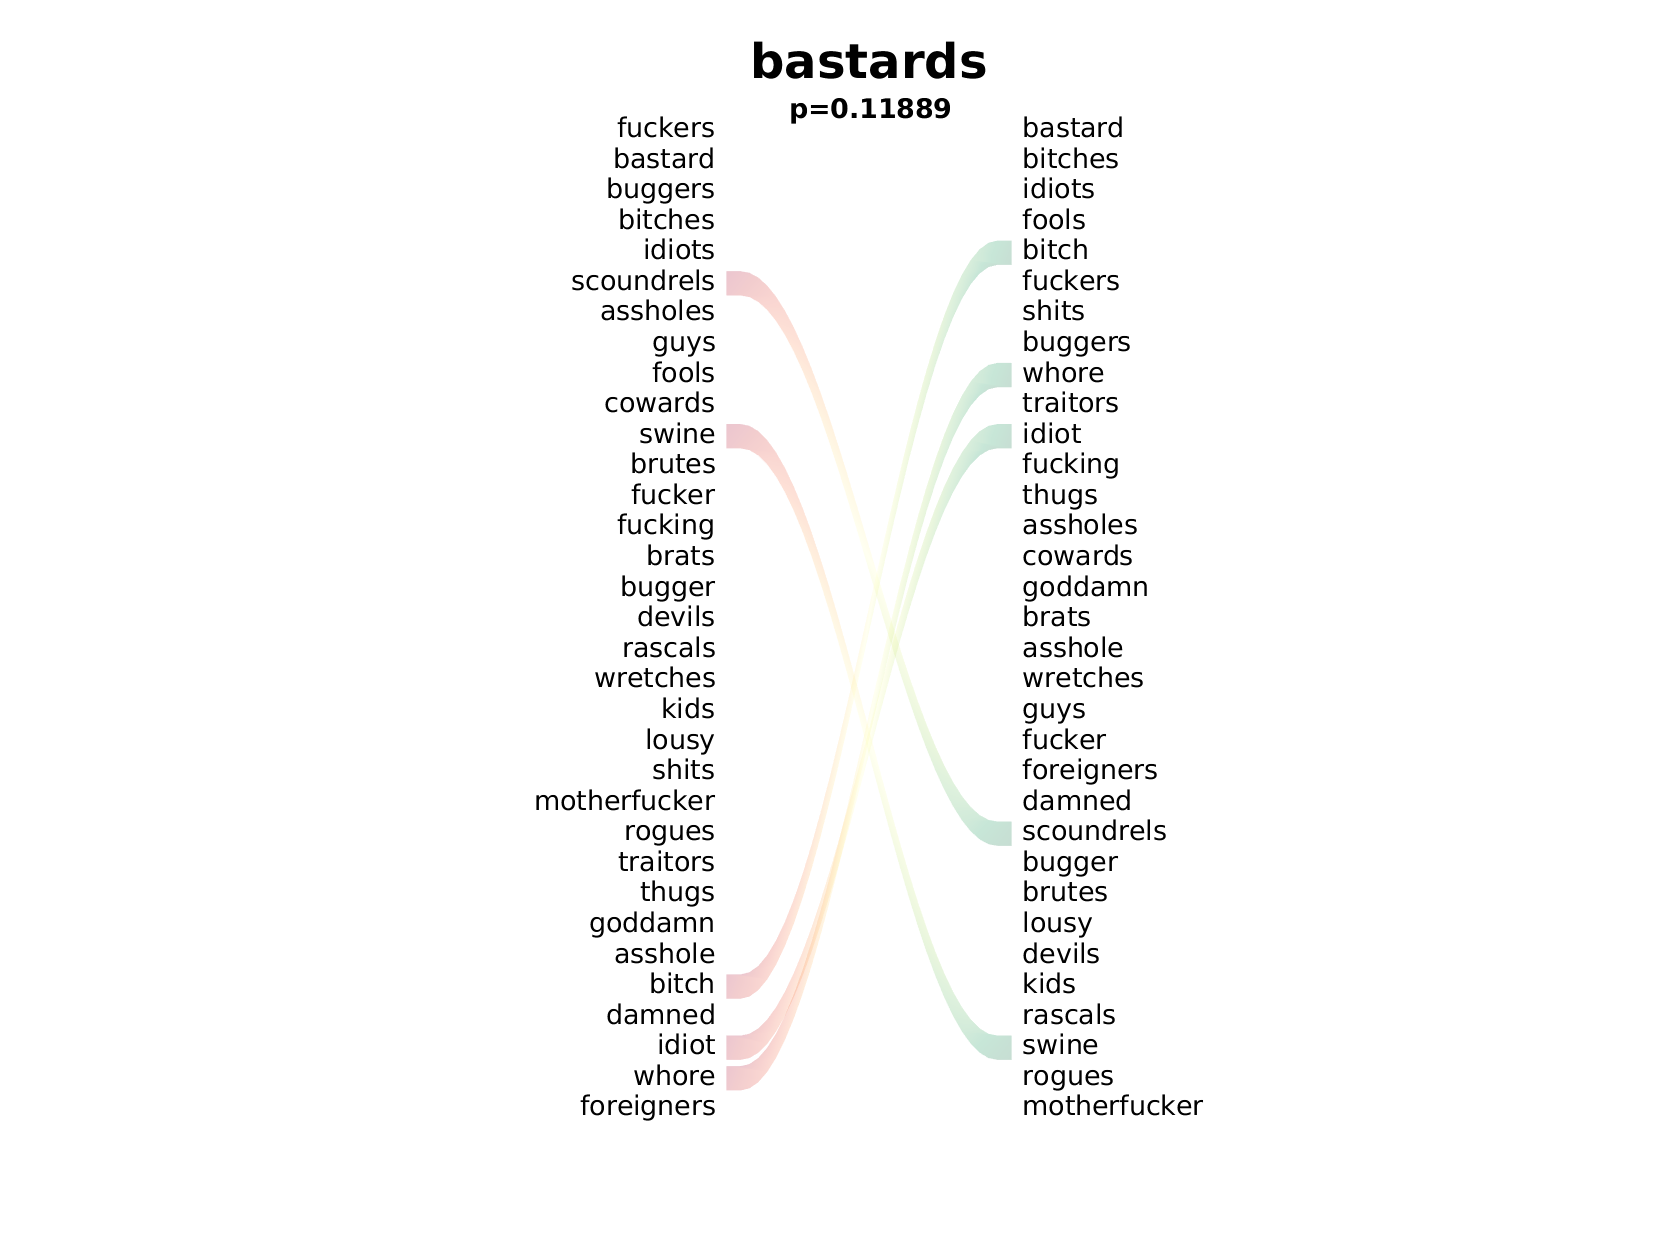 bastards
p=0.11889
fuckers bastard
bastard bitches
buggers idiots
bitches fools
idiots bitch
scoundrels fuckers
assholes shits
guys buggers
fools whore
cowards traitors
swine idiot
brutes fucking
fucker thugs
fucking assholes
brats cowards
bugger goddamn
devils brats
rascals asshole
wretches wretches
kids guys
lousy fucker
shits foreigners
motherfucker damned
rogues scoundrels
traitors bugger
thugs brutes
goddamn lousy
asshole devils
bitch kids
damned rascals
idiot swine
whore rogues
foreigners motherfucker